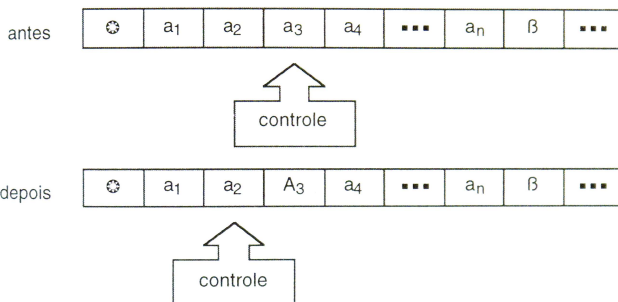 antes ⊛ a₁ a₂ a₃ a₄ ▪▪▪ aₙ ß ▪▪▪
controle
depois ⊛ a₁ a₂ A₃ a₄ ▪▪▪ aₙ ß ▪▪▪
controle